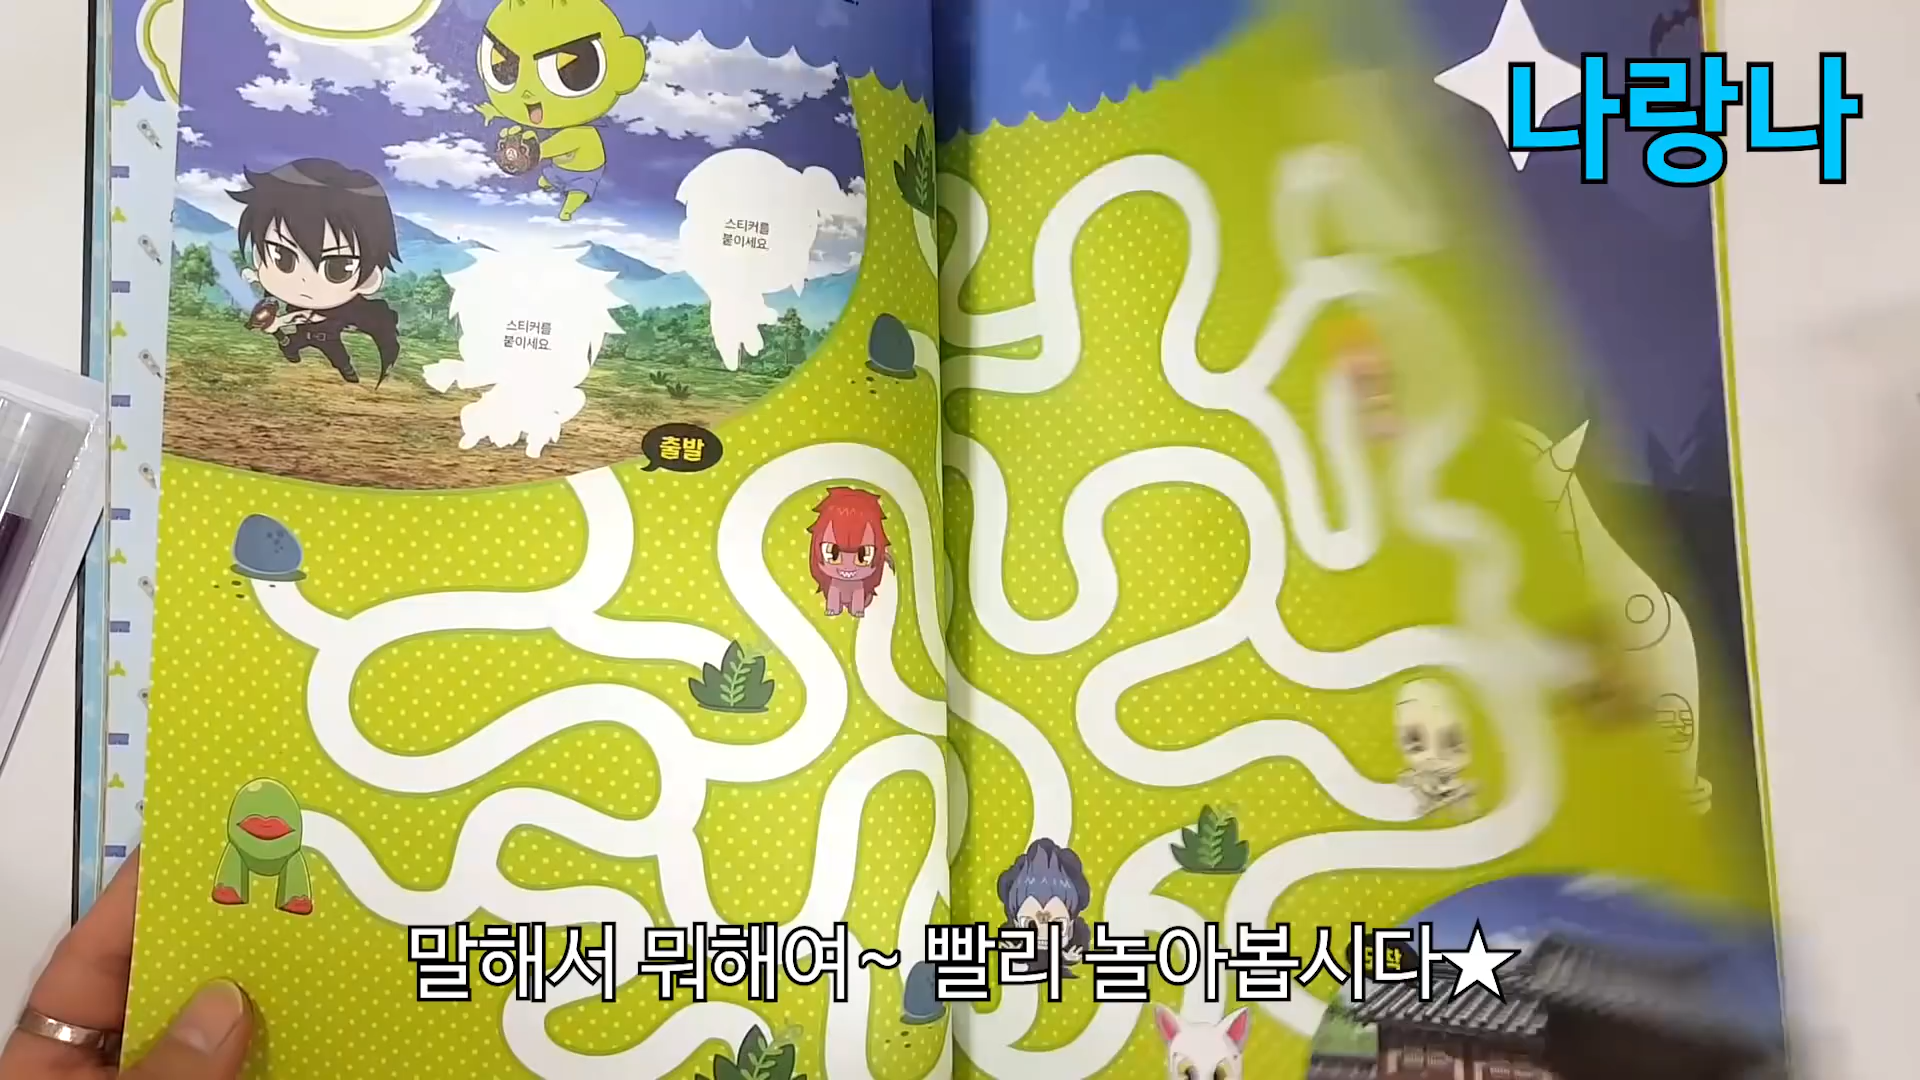 나랑나
스티커를
붙이세요.
스티커를
붙이세요.
출발
말해서 뭐해여~ 빨리 놀아봅시다★